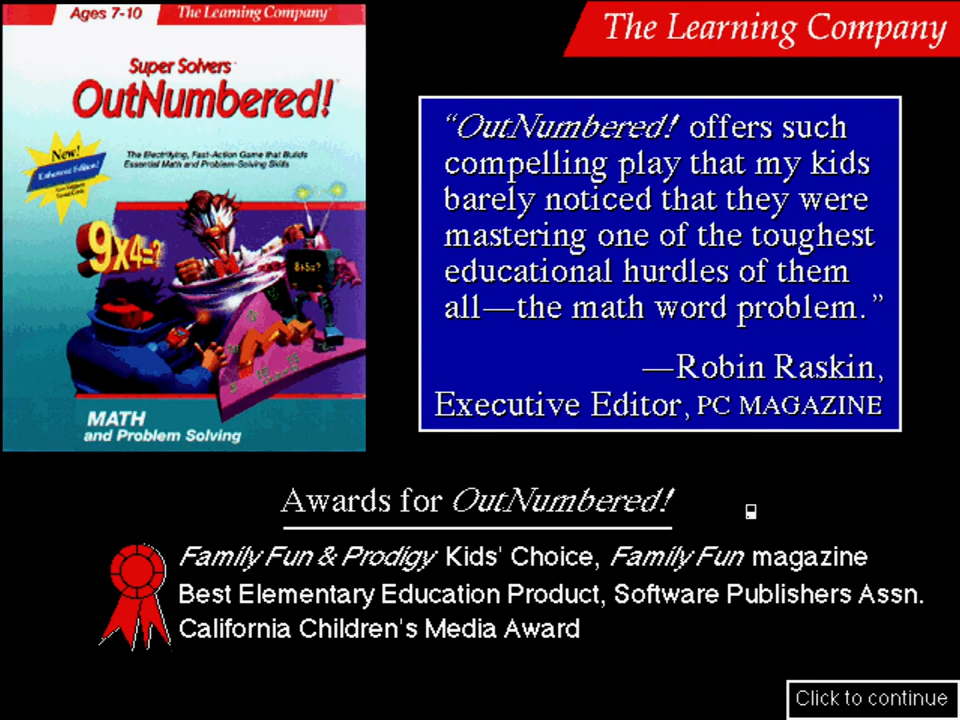 Ages 7-10
The Learning Company
Super Solvers
OutNumbered!
New!
Enhanced Edition!
The Electrifying, Fast-Action Game that Builds
Essential Math and Problem-Solving Skills
9x4=?
8+5=?
MATH
and Problem Solving
The Learning Company
“OutNumbered! offers such
compelling play that my kids
barely noticed that they were
mastering one of the toughest
educational hurdles of them
all—the math word problem.”
—Robin Raskin,
Executive Editor, PC MAGAZINE
Awards for OutNumbered!
Family Fun & Prodigy Kids' Choice, Family Fun magazine
Best Elementary Education Product, Software Publishers Assn.
California Children's Media Award
Click to continue